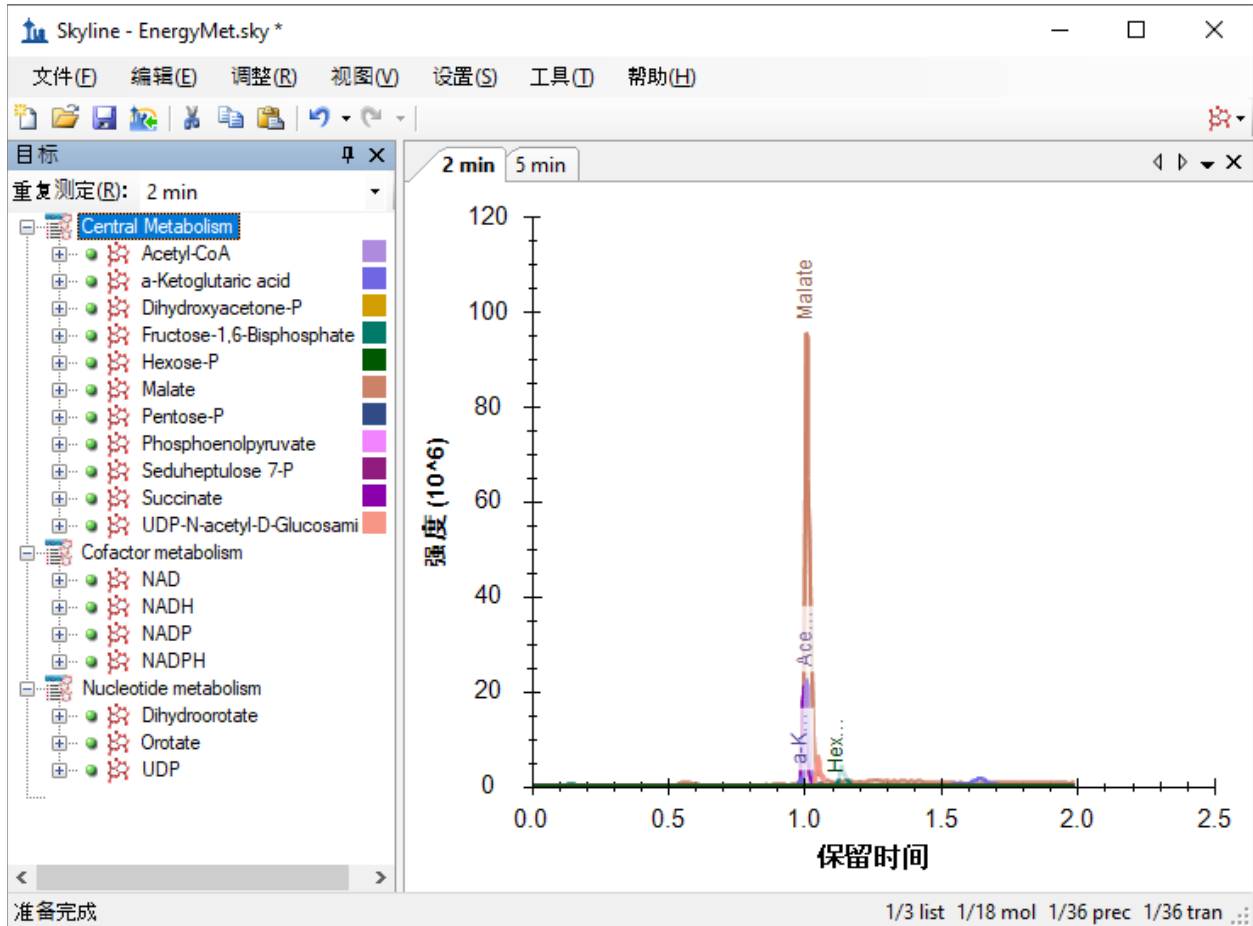 Skyline - EnergyMet.sky *
文件(F) 编辑(E) 调整(R) 视图(V) 设置(S) 工具(T) 帮助(H)
目标
重复测定(R): 2 min
Central Metabolism
Acetyl-CoA
a-Ketoglutaric acid
Dihydroxyacetone-P
Fructose-1,6-Bisphosphate
Hexose-P
Malate
Pentose-P
Phosphoenolpyruvate
Seduheptulose 7-P
Succinate
UDP-N-acetyl-D-Glucosami
Cofactor metabolism
NAD
NADH
NADP
NADPH
Nucleotide metabolism
Dihydroorotate
Orotate
UDP
2 min 5 min
120
100
80
60
40
20
0
强度 (10^6)
Malate
Ace...
a-K...
Hex...
0.0 0.5 1.0 1.5 2.0 2.5
保留时间
准备完成
1/3 list 1/18 mol 1/36 prec 1/36 tran